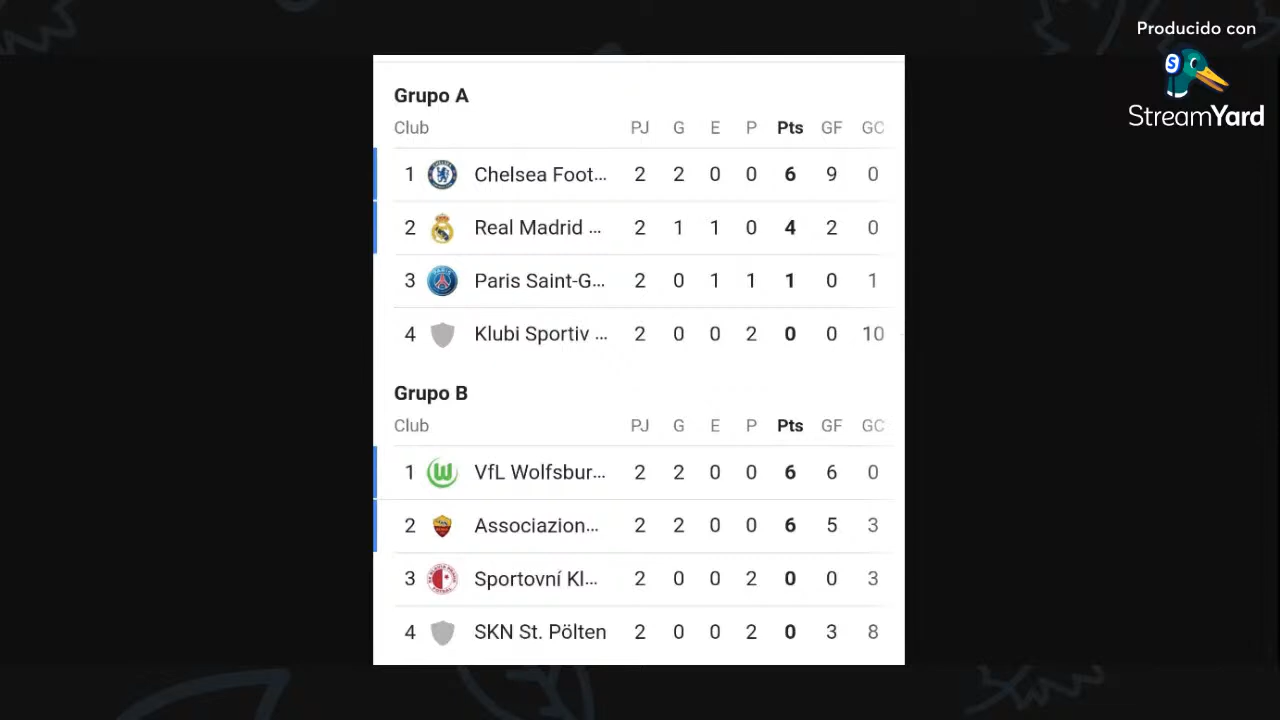 Producido con
StreamYard
Grupo A
Club PJ G E P Pts GF GC
1 Chelsea Foot... 2 2 0 0 6 9 0
2 Real Madrid ... 2 1 1 0 4 2 0
3 Paris Saint-G... 2 0 1 1 1 0 1
4 Klubi Sportiv ... 2 0 0 2 0 0 10
Grupo B
Club PJ G E P Pts GF GC
1 VfL Wolfsbur... 2 2 0 0 6 6 0
2 Associazion... 2 2 0 0 6 5 3
3 Sportovní Kl... 2 0 0 2 0 0 3
4 SKN St. Pölten 2 0 0 2 0 3 8